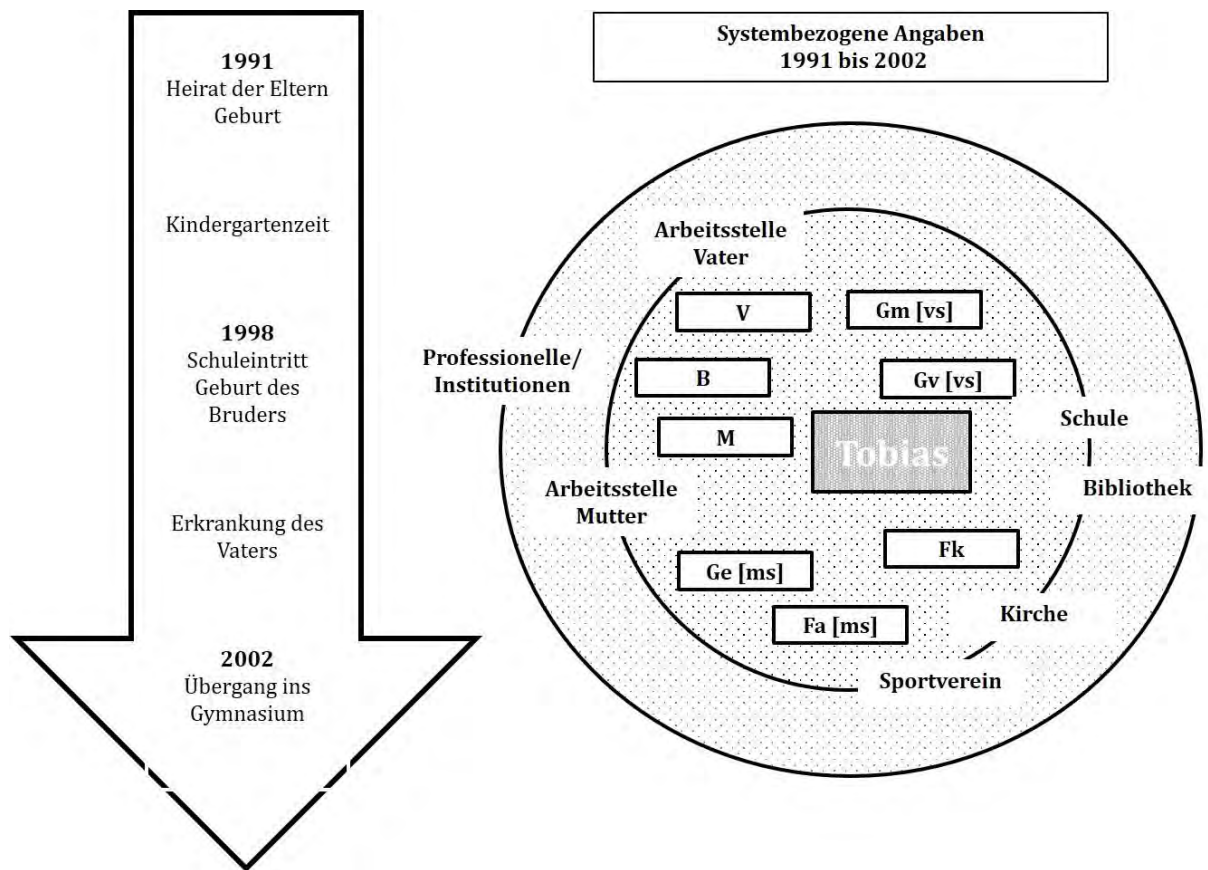 1991
Heirat der Eltern
Geburt
Kindergartenzeit
1998
Schuleintritt
Geburt des
Bruders
Erkrankung des
Vaters
2002
Übergang ins
Gymnasium
Systembezogene Angaben
1991 bis 2002
Arbeitsstelle
Vater
V
Gm [vs]
Professionelle/
Institutionen
B
Gv [vs]
M
Tobias
Schule
Bibliothek
Arbeitsstelle
Mutter
Fk
Ge [ms]
Fa [ms]
Kirche
Sportverein